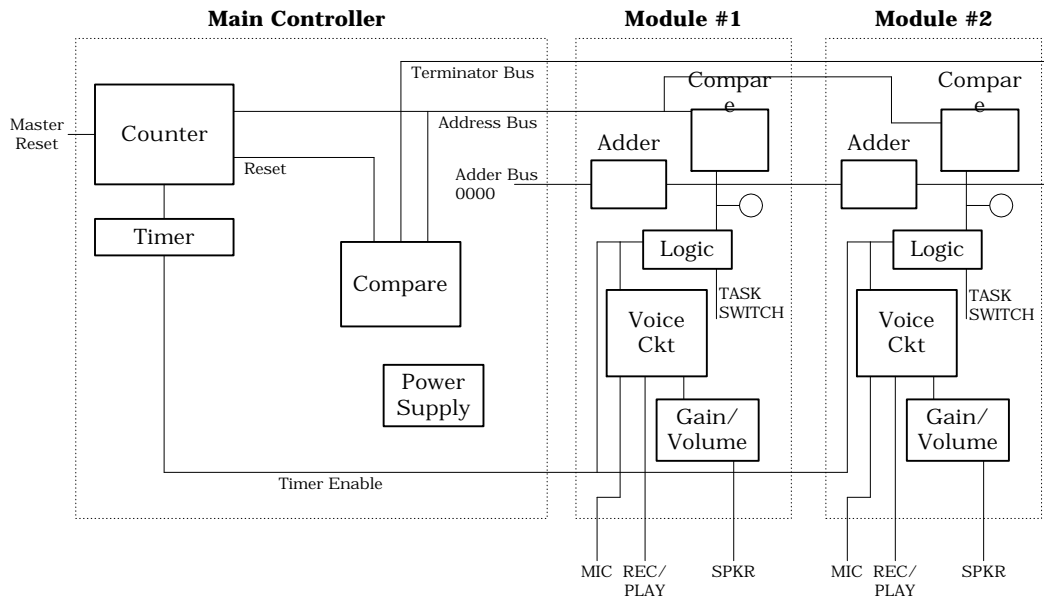 Main Controller
Module #1
Module #2
Terminator Bus
Compar
e
Compar
e
Master
Reset
Counter
Address Bus
Adder
Adder
Reset
Adder Bus
0000
Timer
Logic
Logic
Compare
TASK
SWITCH
TASK
SWITCH
Voice
Ckt
Voice
Ckt
Power
Supply
Gain/
Volume
Gain/
Volume
Timer Enable
MIC
REC/
PLAY
SPKR
MIC
REC/
PLAY
SPKR